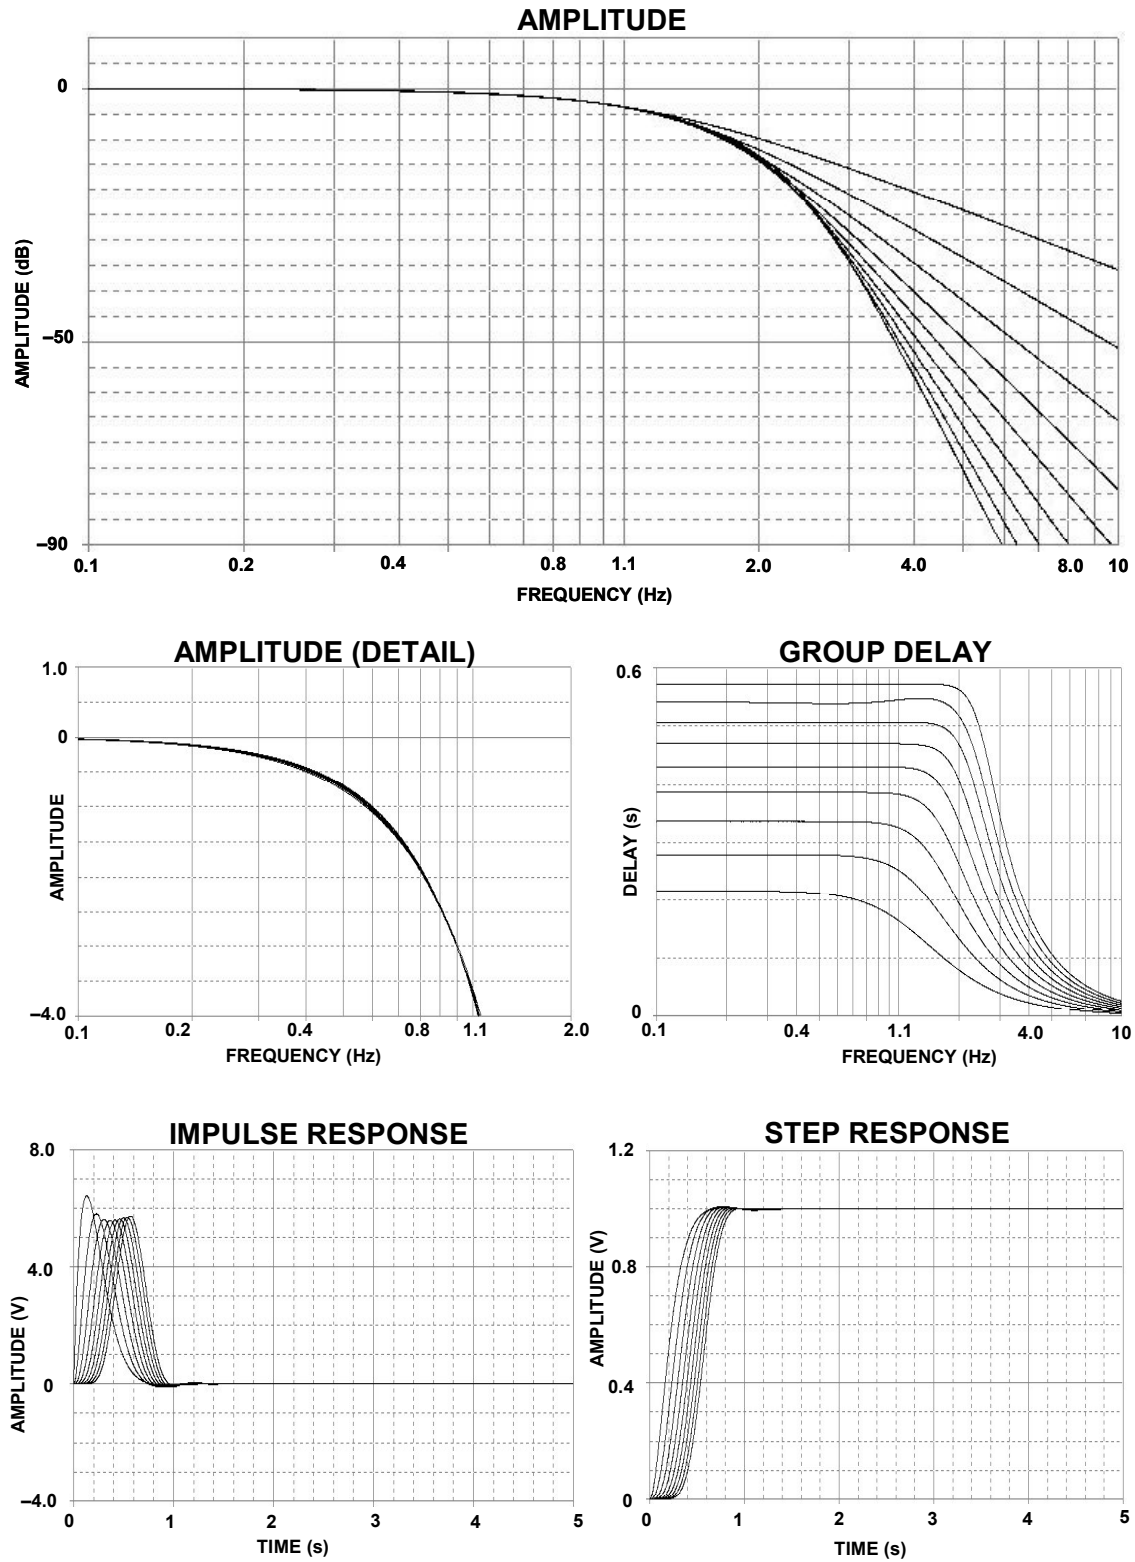 AMPLITUDE
0
–50
–90
AMPLITUDE (dB)
0.1 0.2 0.4 0.8 1.1 2.0 4.0 8.0 10
FREQUENCY (Hz)
AMPLITUDE (DETAIL)
1.0
0
–4.0
AMPLITUDE
0.1 0.2 0.4 0.8 1.1 2.0
FREQUENCY (Hz)
GROUP DELAY
0.6
0
DELAY (s)
0.1 0.4 1.1 4.0 10
FREQUENCY (Hz)
IMPULSE RESPONSE
8.0
4.0
0
–4.0
AMPLITUDE (V)
0 1 2 3 4 5
TIME (s)
STEP RESPONSE
1.2
0.8
0.4
0
AMPLITUDE (V)
0 1 2 3 4 5
TIME (s)